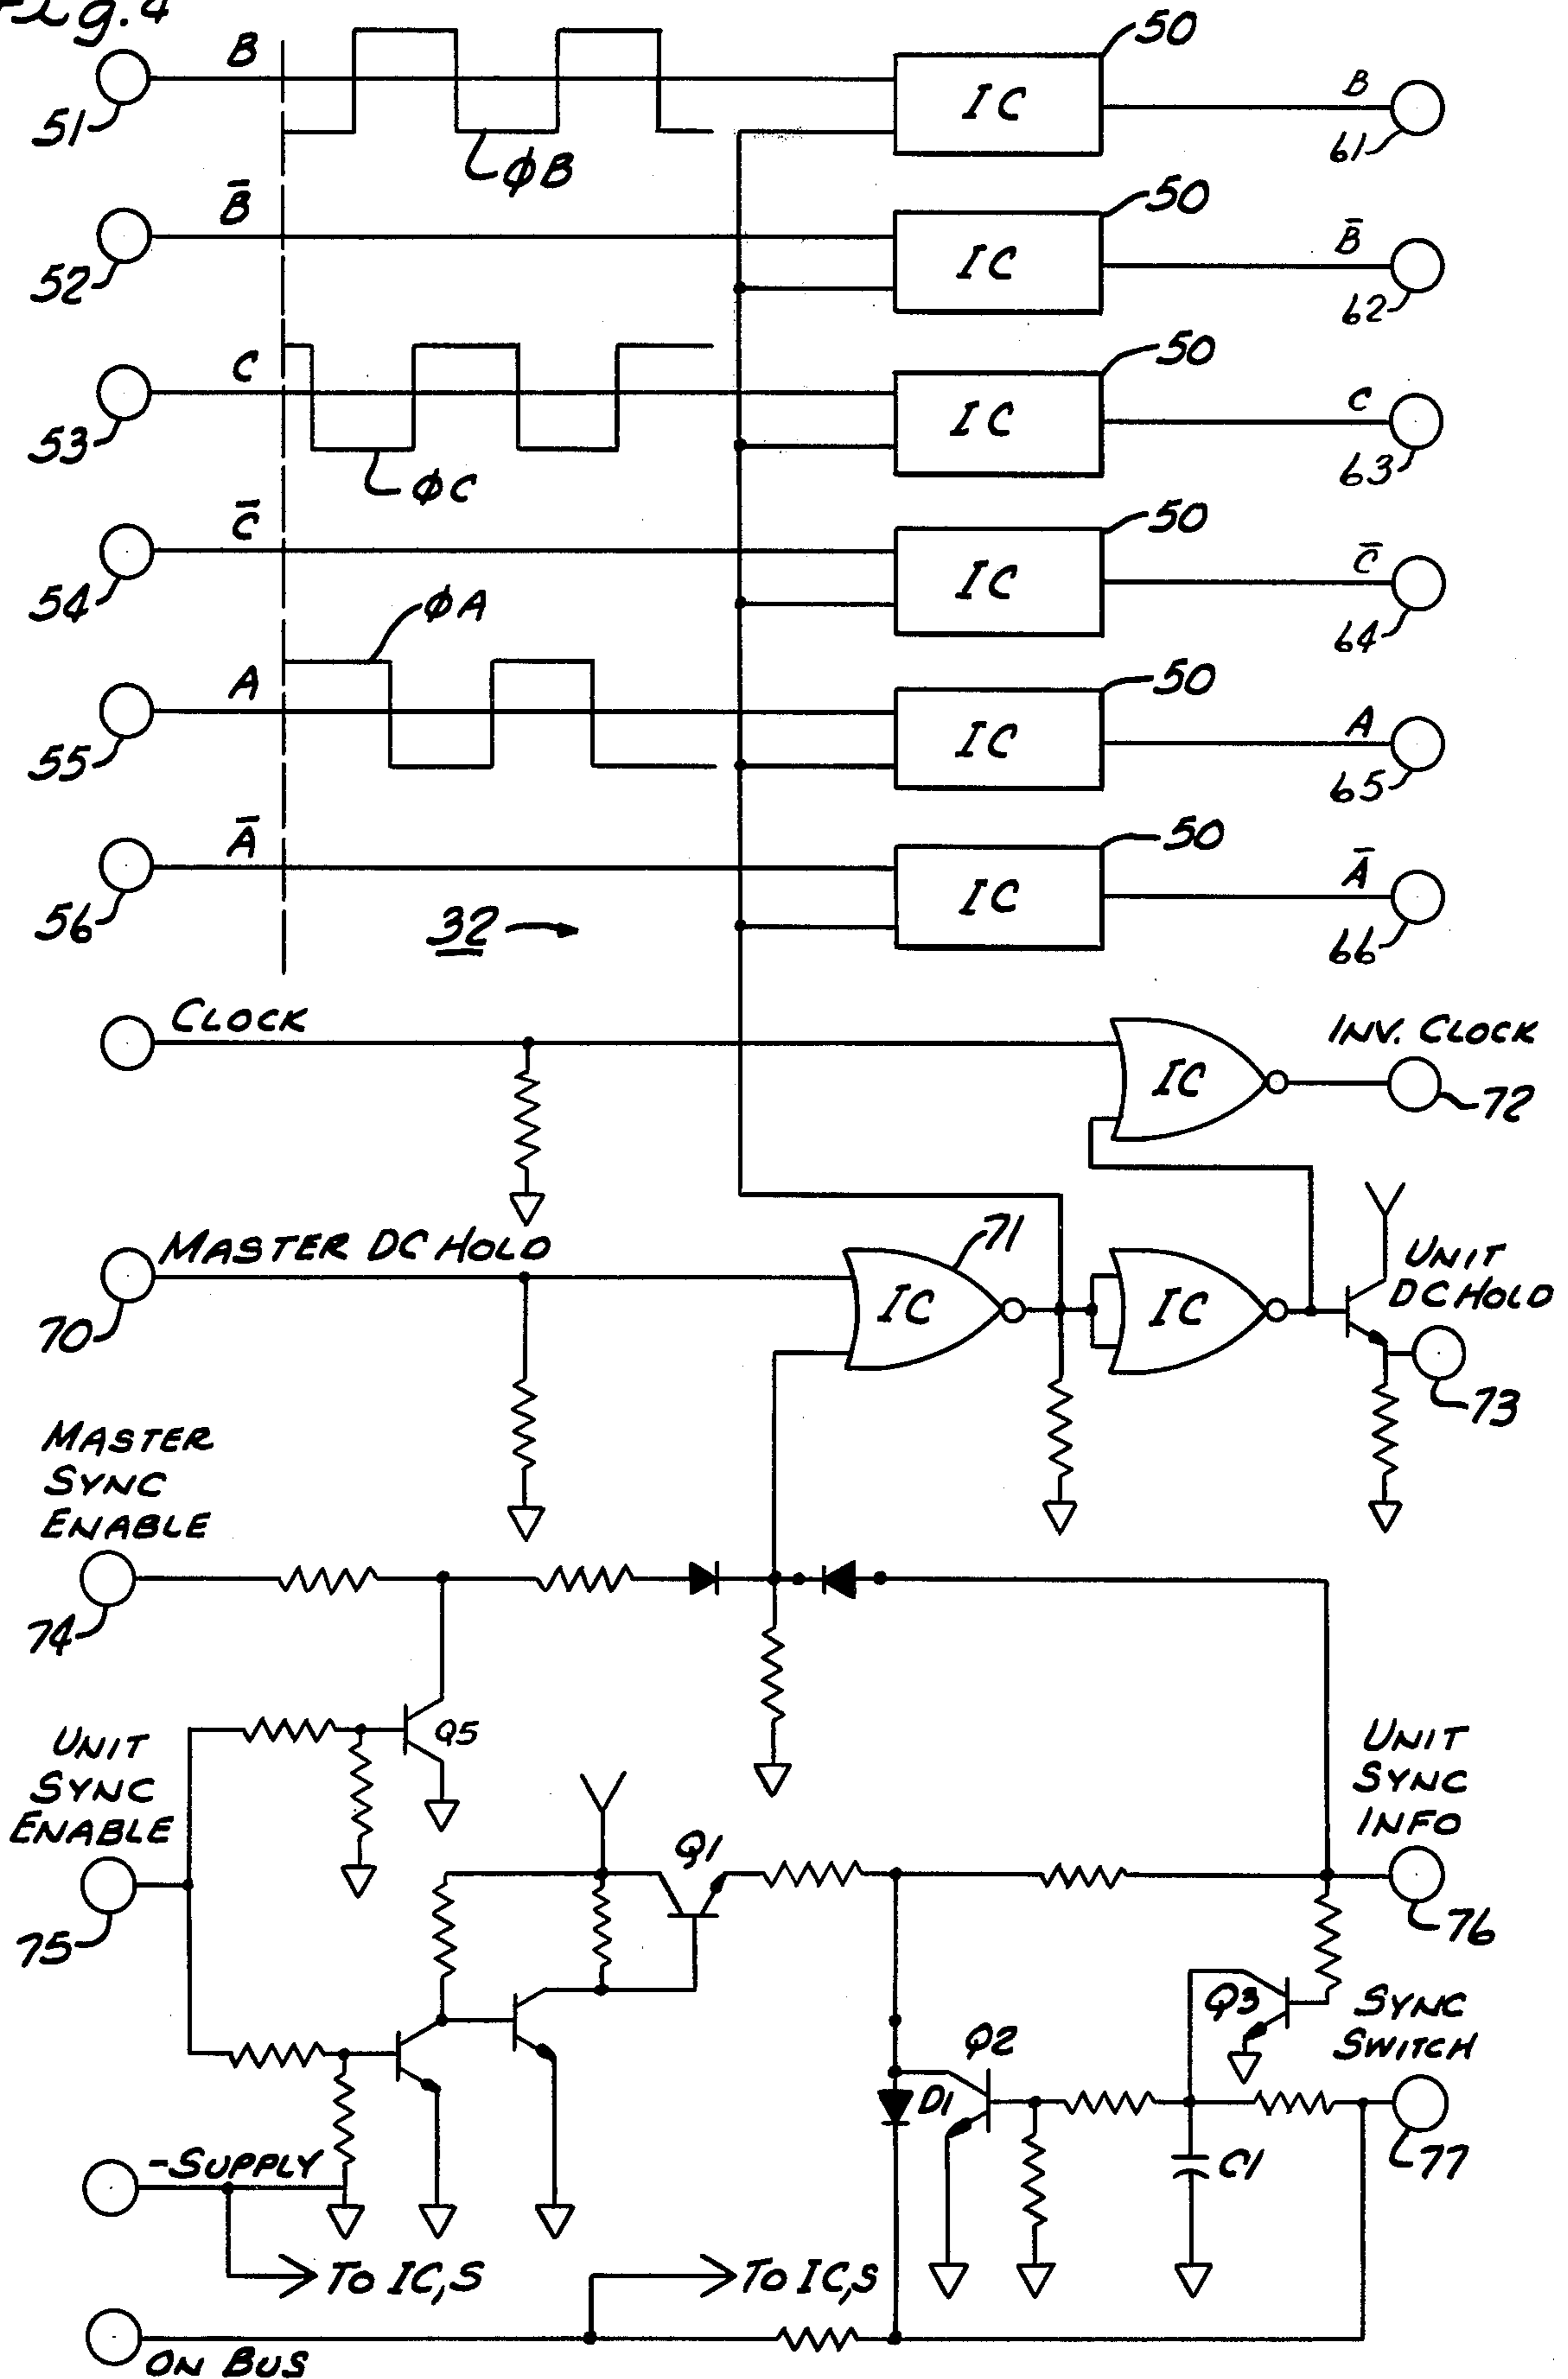 Fig. 4
B
51
ΦB
IC
50
B
61
B̄
52
IC
50
B̄
62
C
53
ΦC
IC
50
C
63
C̄
54
IC
50
C̄
64
ΦA
A
55
IC
50
A
65
Ā
56
32
IC
50
Ā
66
CLOCK
IC
INV. CLOCK
72
MASTER DC HOLD
70
71
IC
IC
UNIT
DC HOLD
73
MASTER
SYNC
ENABLE
74
Q5
UNIT
SYNC
ENABLE
75
Q1
UNIT
SYNC
INFO
76
Q3
SYNC
SWITCH
Q2
D1
C1
77
-SUPPLY
TO IC,S
TO IC,S
ON BUS